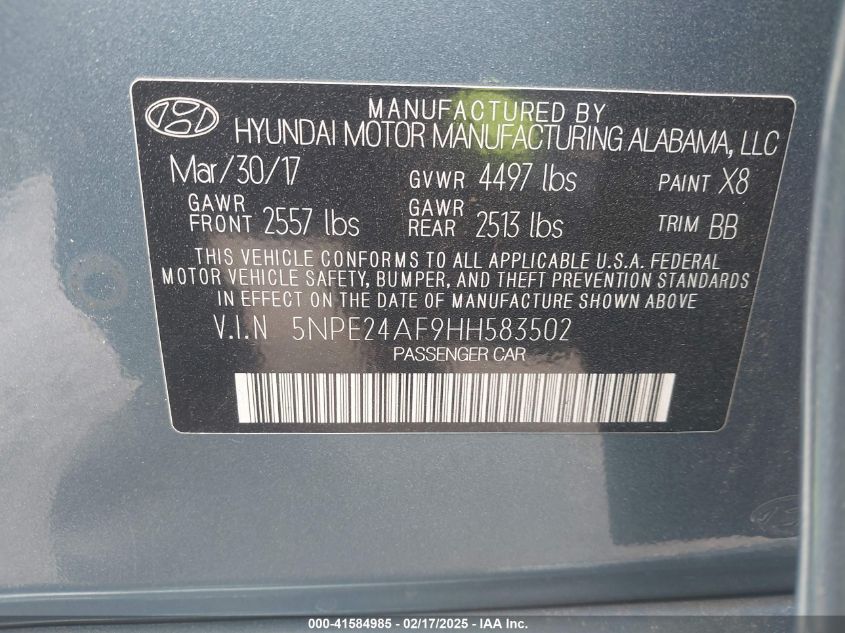 MANUFACTURED BY
HYUNDAI MOTOR MANUFACTURING ALABAMA, LLC
Mar/30/17 GVWR 4497 lbs PAINT X8
GAWR FRONT 2557 lbs GAWR REAR 2513 lbs TRIM BB
THIS VEHICLE CONFORMS TO ALL APPLICABLE U.S.A. FEDERAL
MOTOR VEHICLE SAFETY, BUMPER, AND THEFT PREVENTION STANDARDS
IN EFFECT ON THE DATE OF MANUFACTURE SHOWN ABOVE
V.I.N 5NPE24AF9HH583502
PASSENGER CAR
000-41584985 - 02/17/2025 - IAA Inc.